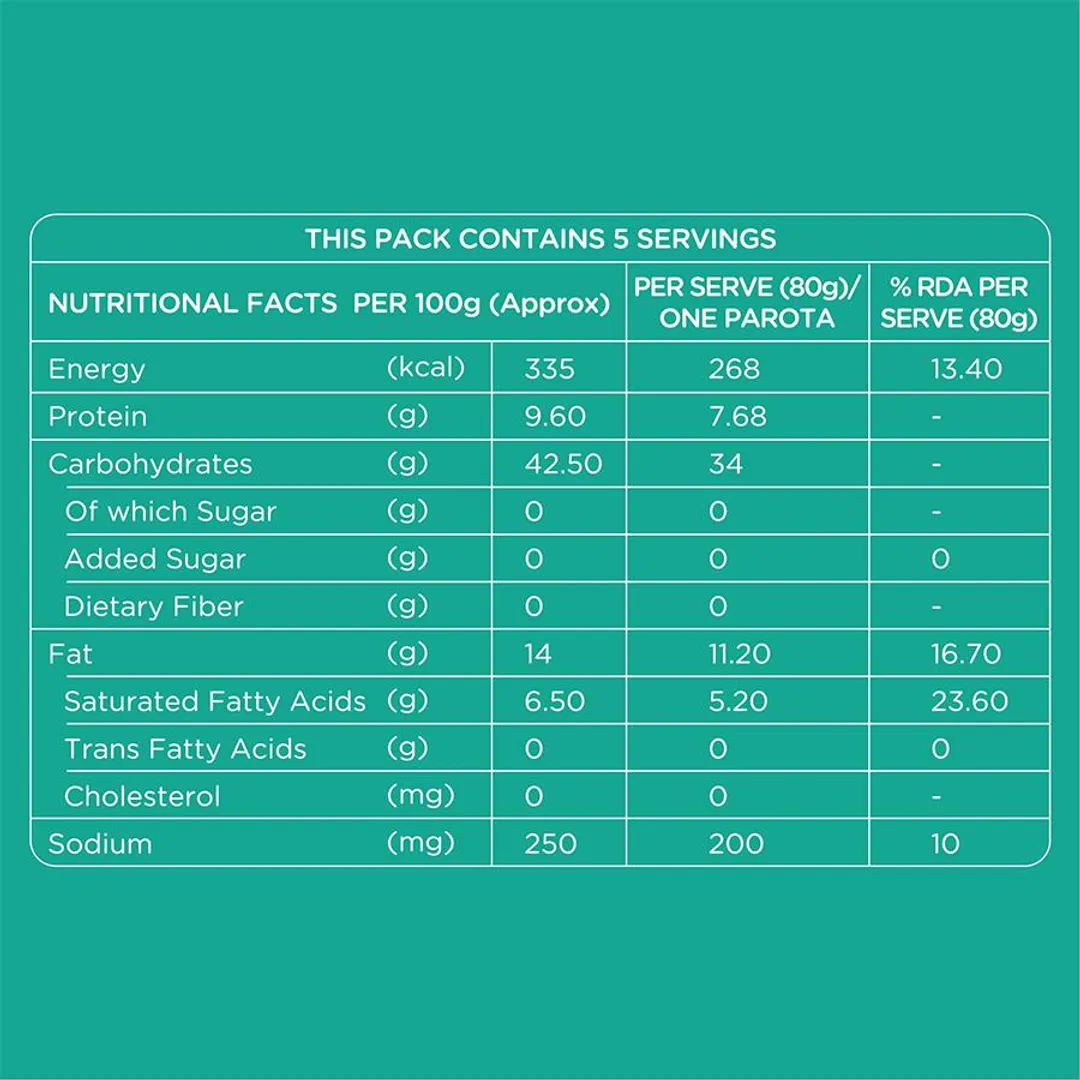 THIS PACK CONTAINS 5 SERVINGS
NUTRITIONAL FACTS PER 100g (Approx) PER SERVE (80g)/ ONE PAROTA % RDA PER SERVE (80g)
Energy (kcal) 335 268 13.40
Protein (g) 9.60 7.68 -
Carbohydrates (g) 42.50 34 -
Of which Sugar (g) 0 0 -
Added Sugar (g) 0 0 0
Dietary Fiber (g) 0 0 -
Fat (g) 14 11.20 16.70
Saturated Fatty Acids (g) 6.50 5.20 23.60
Trans Fatty Acids (g) 0 0 0
Cholesterol (mg) 0 0 -
Sodium (mg) 250 200 10